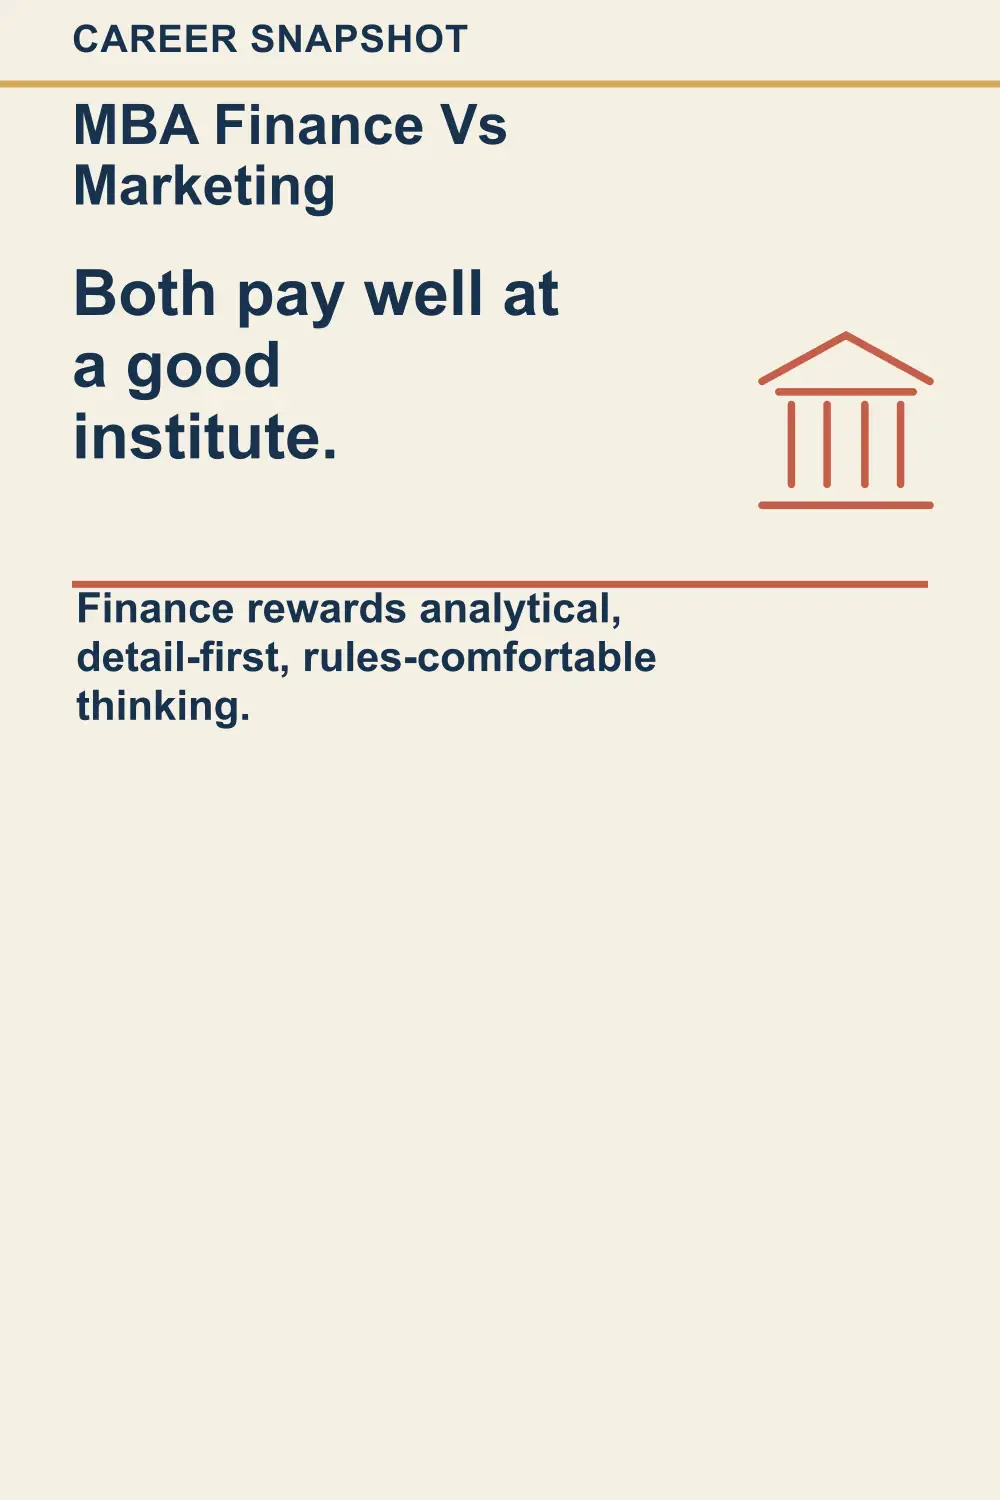 CAREER SNAPSHOT
MBA Finance Vs
Marketing
Both pay well at
a good
institute.
Finance rewards analytical,
detail-first, rules-comfortable
thinking.